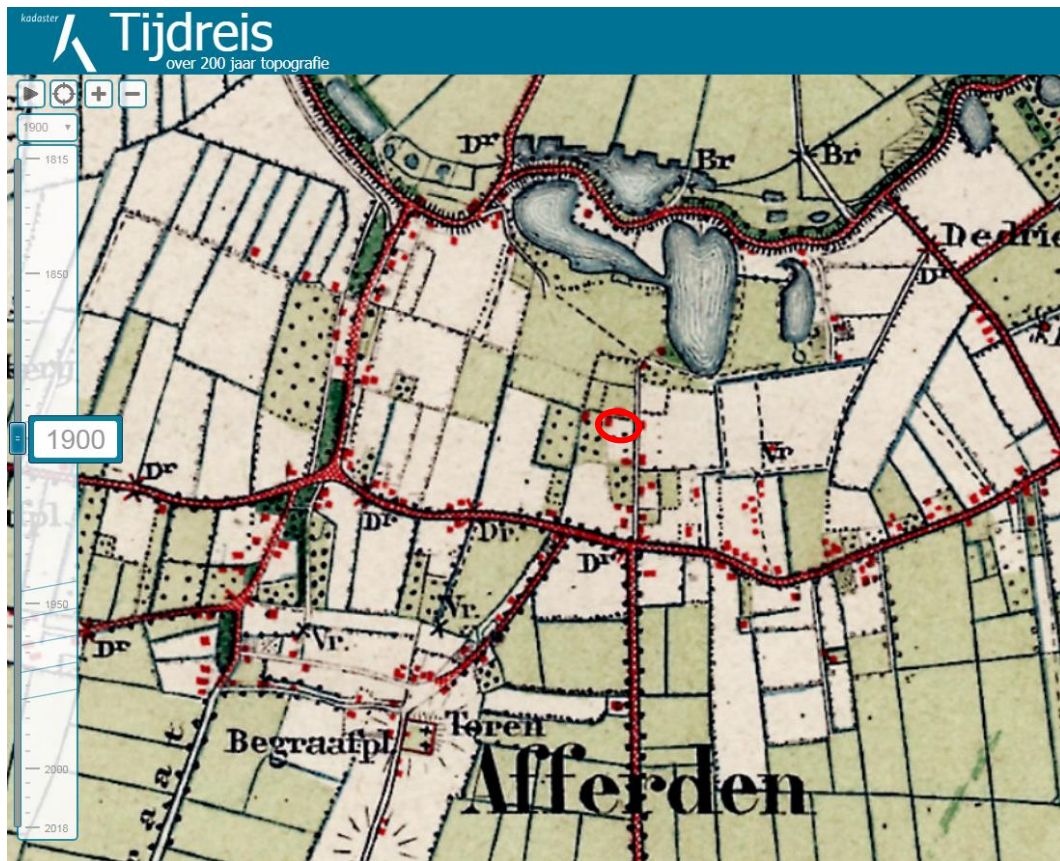 kadaster
Tijdreis
over 200 jaar topografie
1900
1815
1850
1900
1950
2000
2018
Dr
Br
Br
Dr
Vr
Dr
Dr
Dr
Dr
Vr.
Vr.
Dr
Begraafpl.
Toren
Afferden
aat